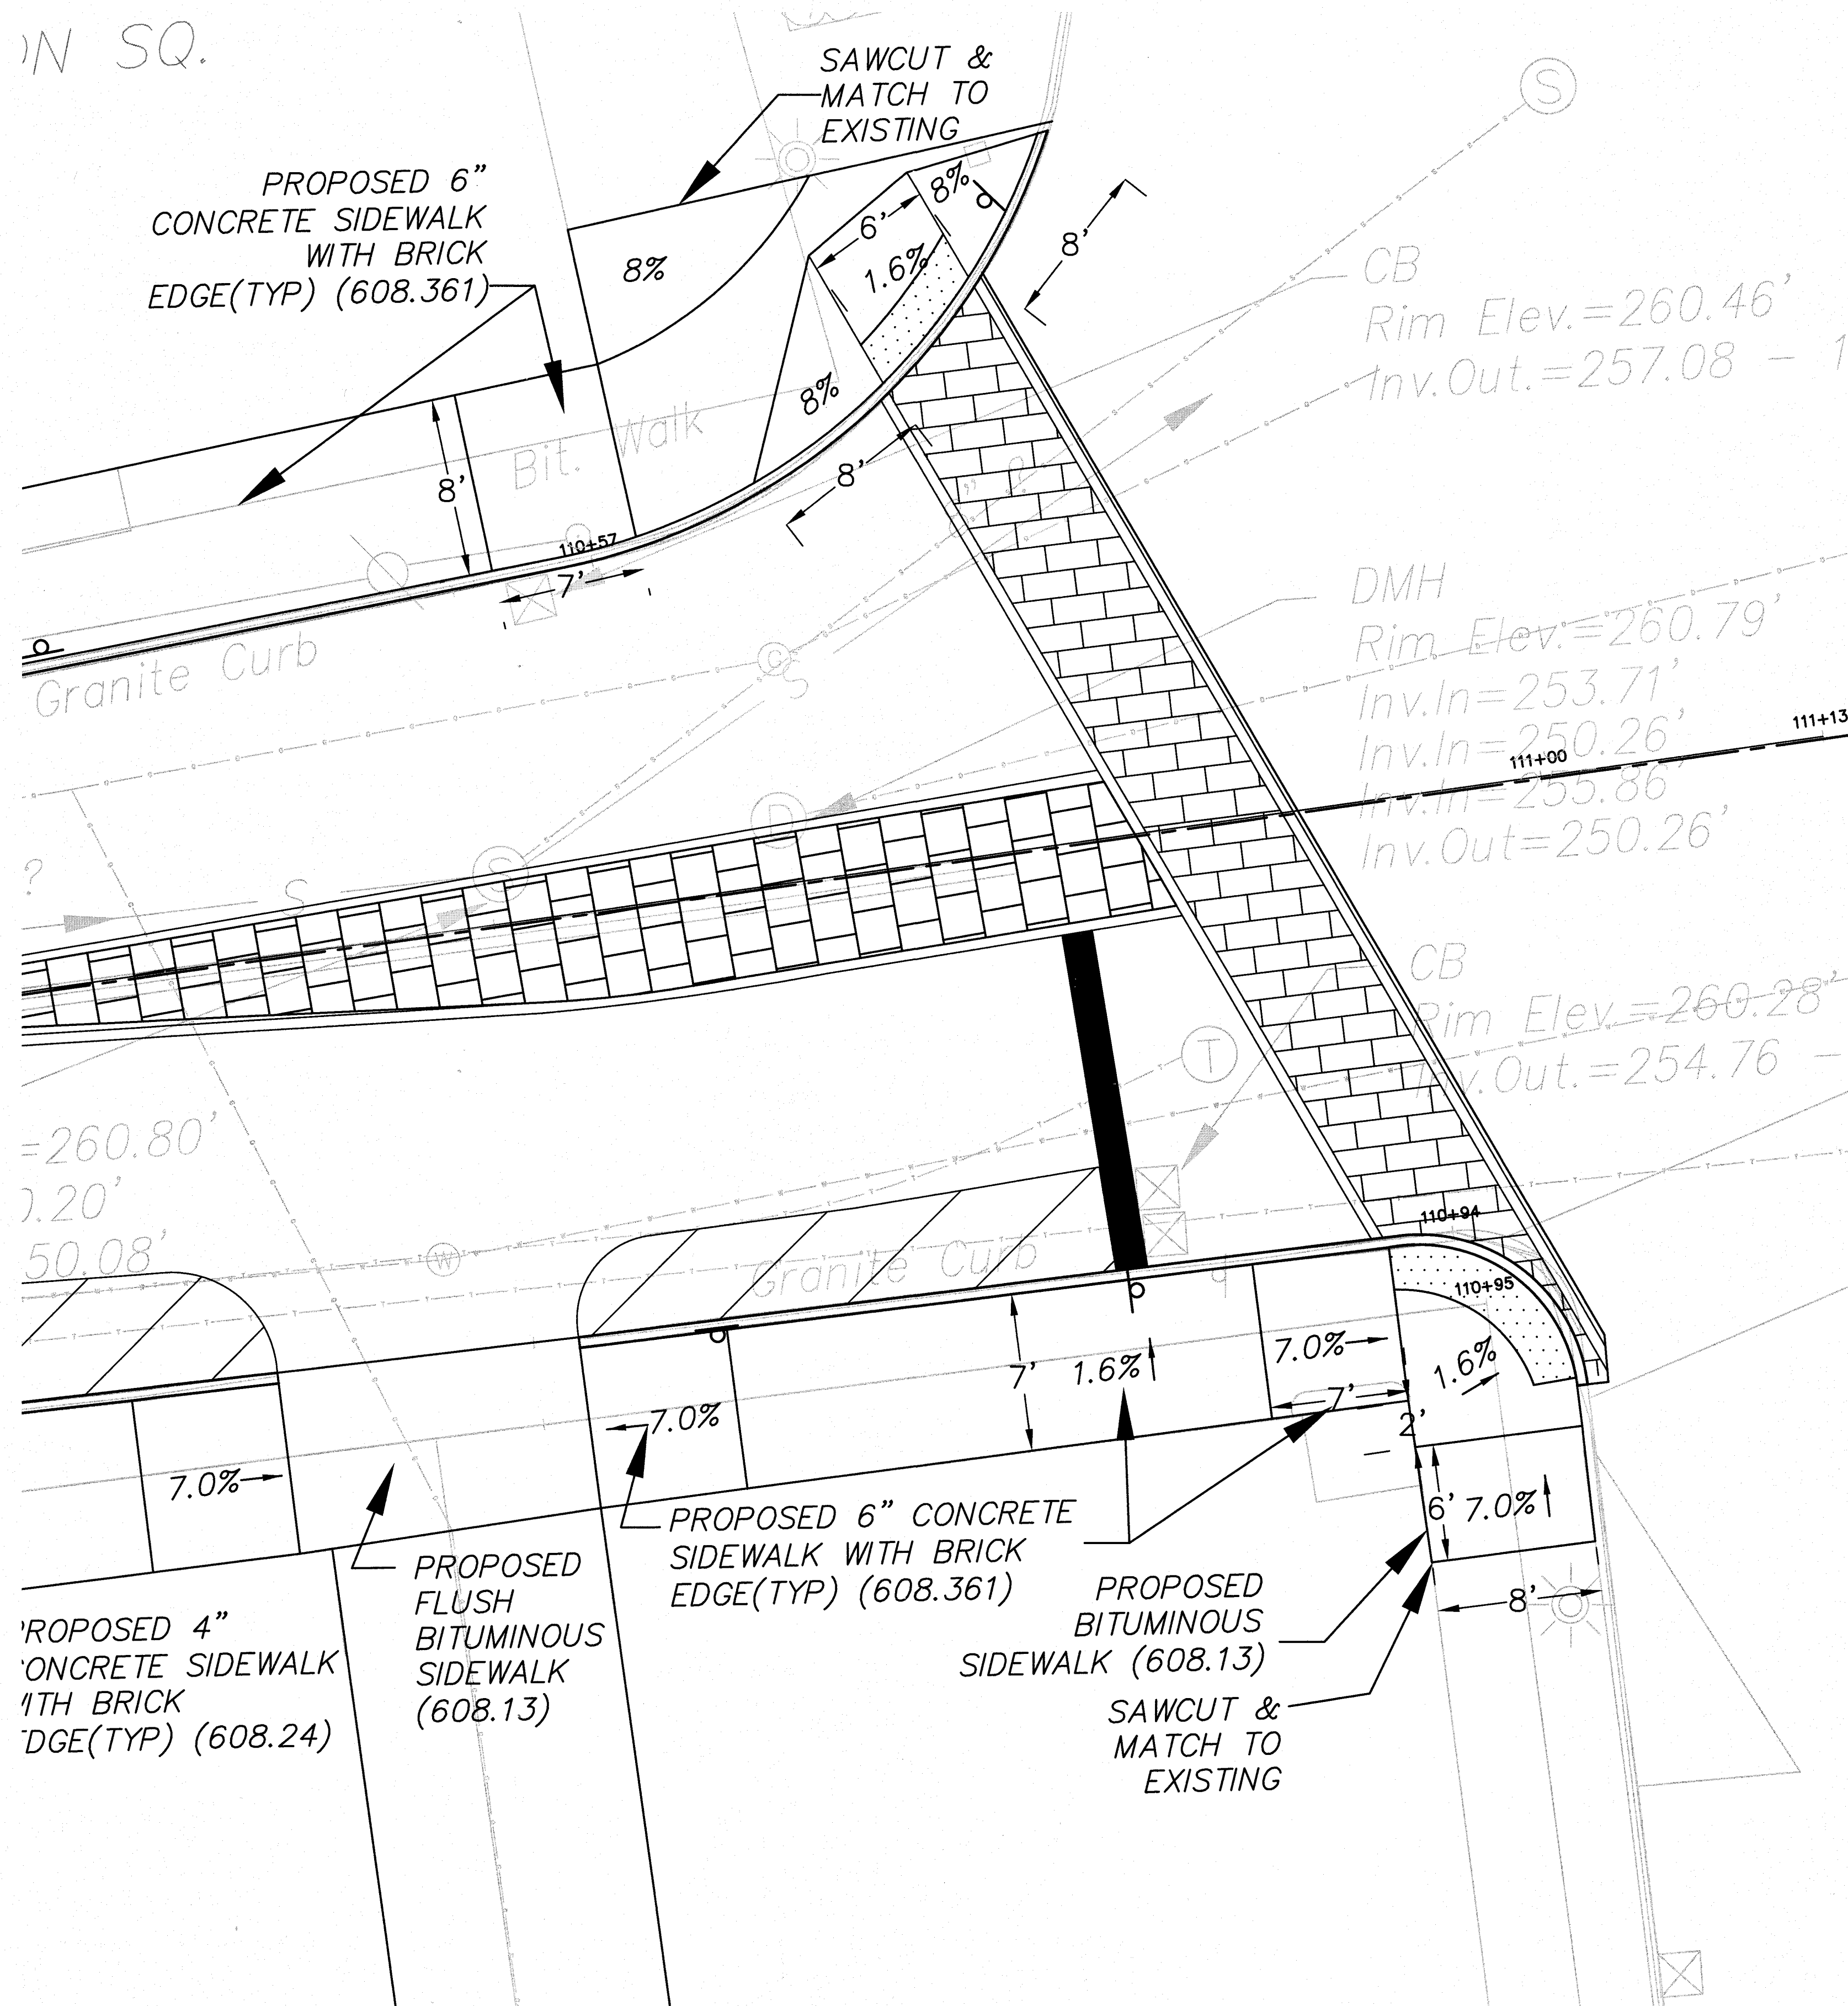 ON SQ.
SAWCUT &
MATCH TO
EXISTING
PROPOSED 6”
CONCRETE SIDEWALK
WITH BRICK
EDGE(TYP) (608.361)
8%
8%
6’
1.6%
8%
8’
8’
8’
CB
Rim Elev.=260.46’
Inv.Out.=257.08 –
Bit. Walk
110+57
7’
Granite Curb
S
S
G
S
DMH
Rim Elev.=260.79’
Inv.In=253.71’
Inv.In=250.26’
Inv.In=255.86’
Inv.Out=250.26’
111+00
111+13
D
S
S
?
CB
Rim Elev.=260.28’
Inv.Out.=254.76 –
T
=260.80’
0.20’
50.08’
W
Granite Curb
110+94
110+95
7’
1.6%
7.0%
7’
1.6%
2’
7.0%
7.0%
6’
7.0%
8’
PROPOSED 6” CONCRETE
SIDEWALK WITH BRICK
EDGE(TYP) (608.361)
PROPOSED
FLUSH
BITUMINOUS
SIDEWALK
(608.13)
PROPOSED
BITUMINOUS
SIDEWALK (608.13)
SAWCUT &
MATCH TO
EXISTING
PROPOSED 4”
CONCRETE SIDEWALK
WITH BRICK
EDGE(TYP) (608.24)